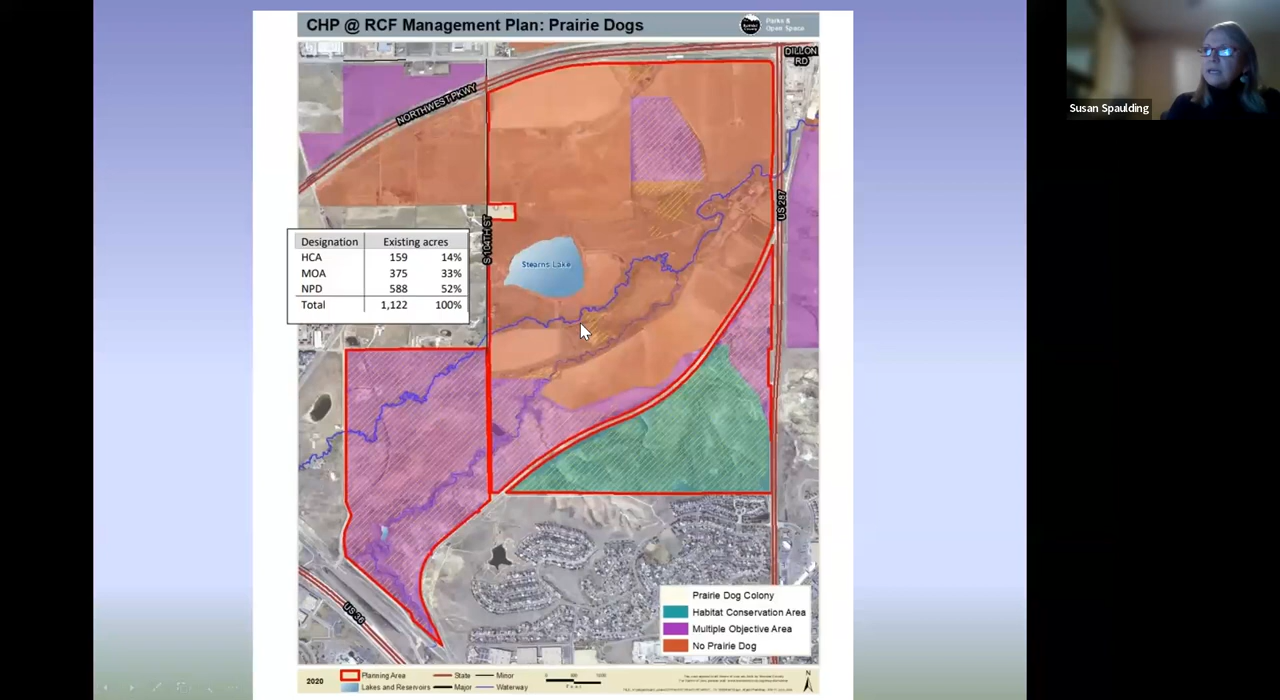 CHP @ RCF Management Plan: Prairie Dogs
Parks &
Open Space
DILLON
RD
NORTHWEST PKWY
S 104TH ST
US 287
Stearns Lake
Designation Existing acres
HCA 159 14%
MOA 375 33%
NPD 588 52%
Total 1,122 100%
US 36
Prairie Dog Colony
Habitat Conservation Area
Multiple Objective Area
No Prairie Dog
2020
Planning Area
State
Minor
Lakes and Reservoirs
Major
Waterway
N
Susan Spaulding